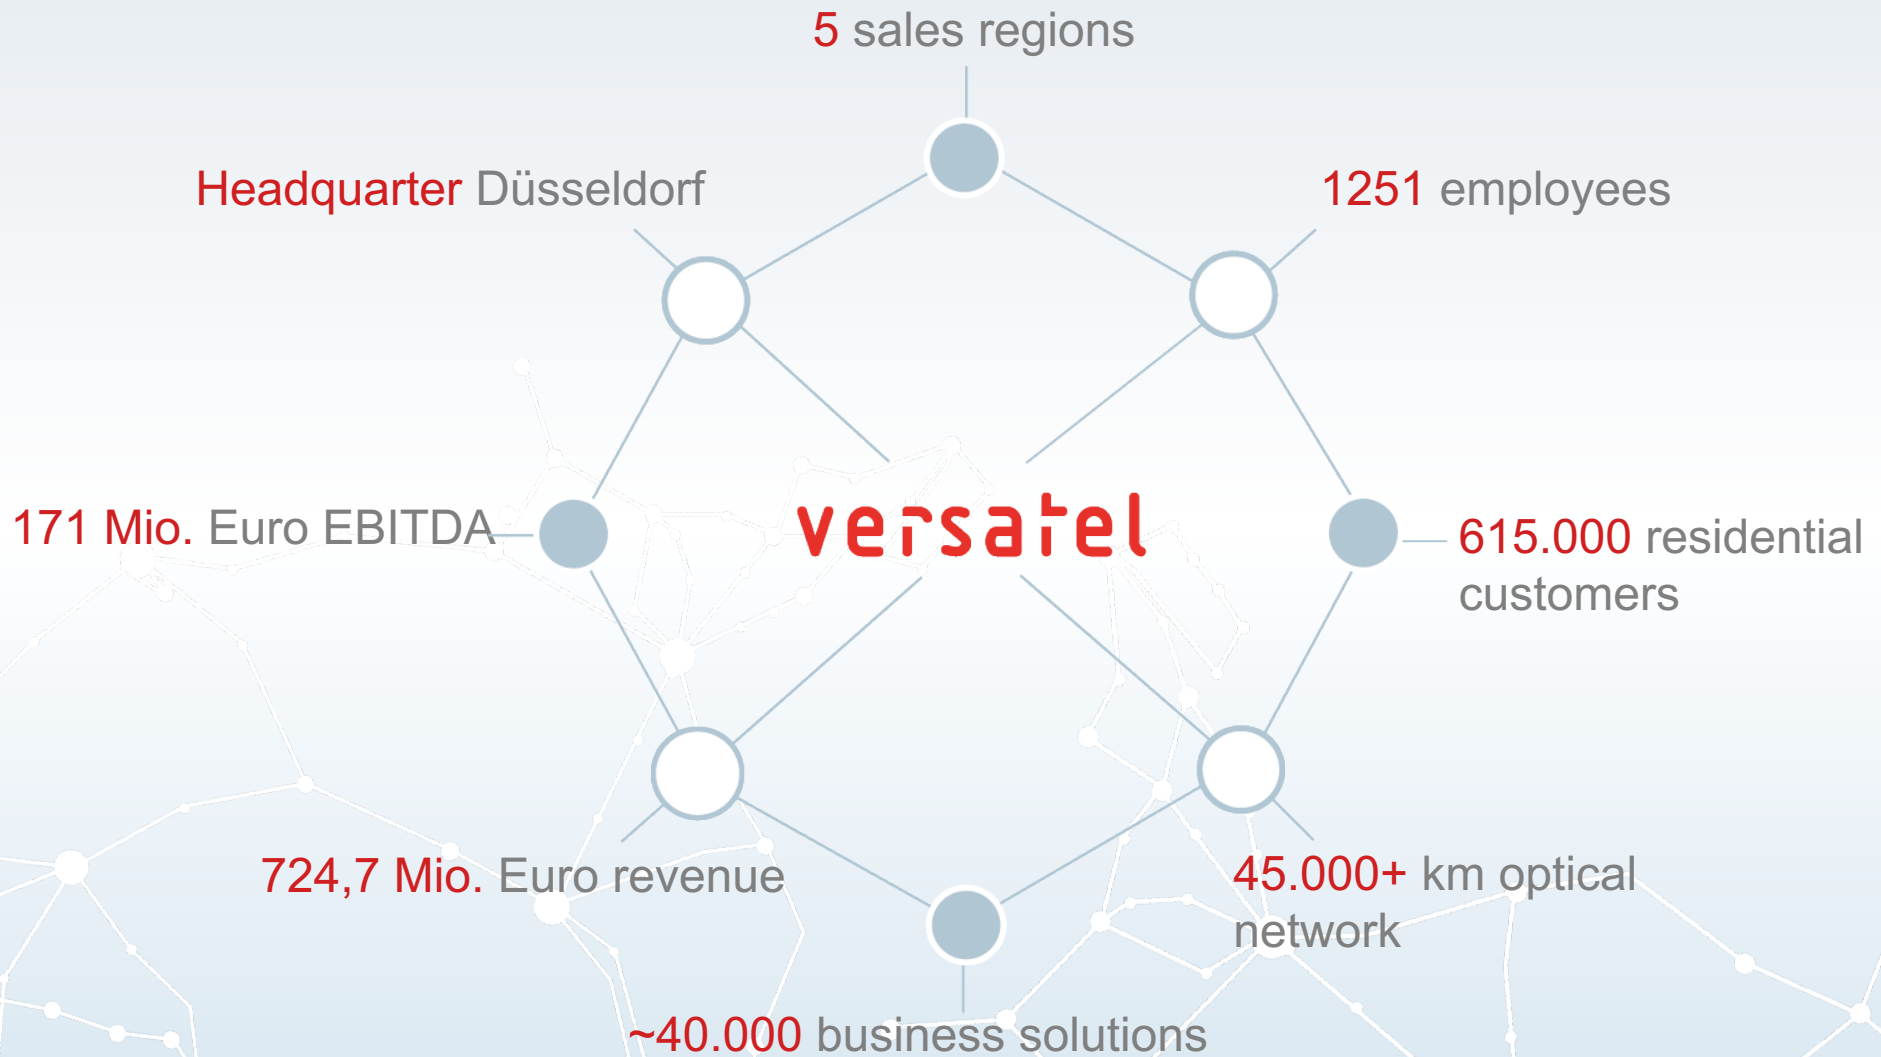 5 sales regions
Headquarter Düsseldorf
1251 employees
171 Mio. Euro EBITDA
versatel
615.000 residential
customers
724,7 Mio. Euro revenue
45.000+ km optical
network
~40.000 business solutions